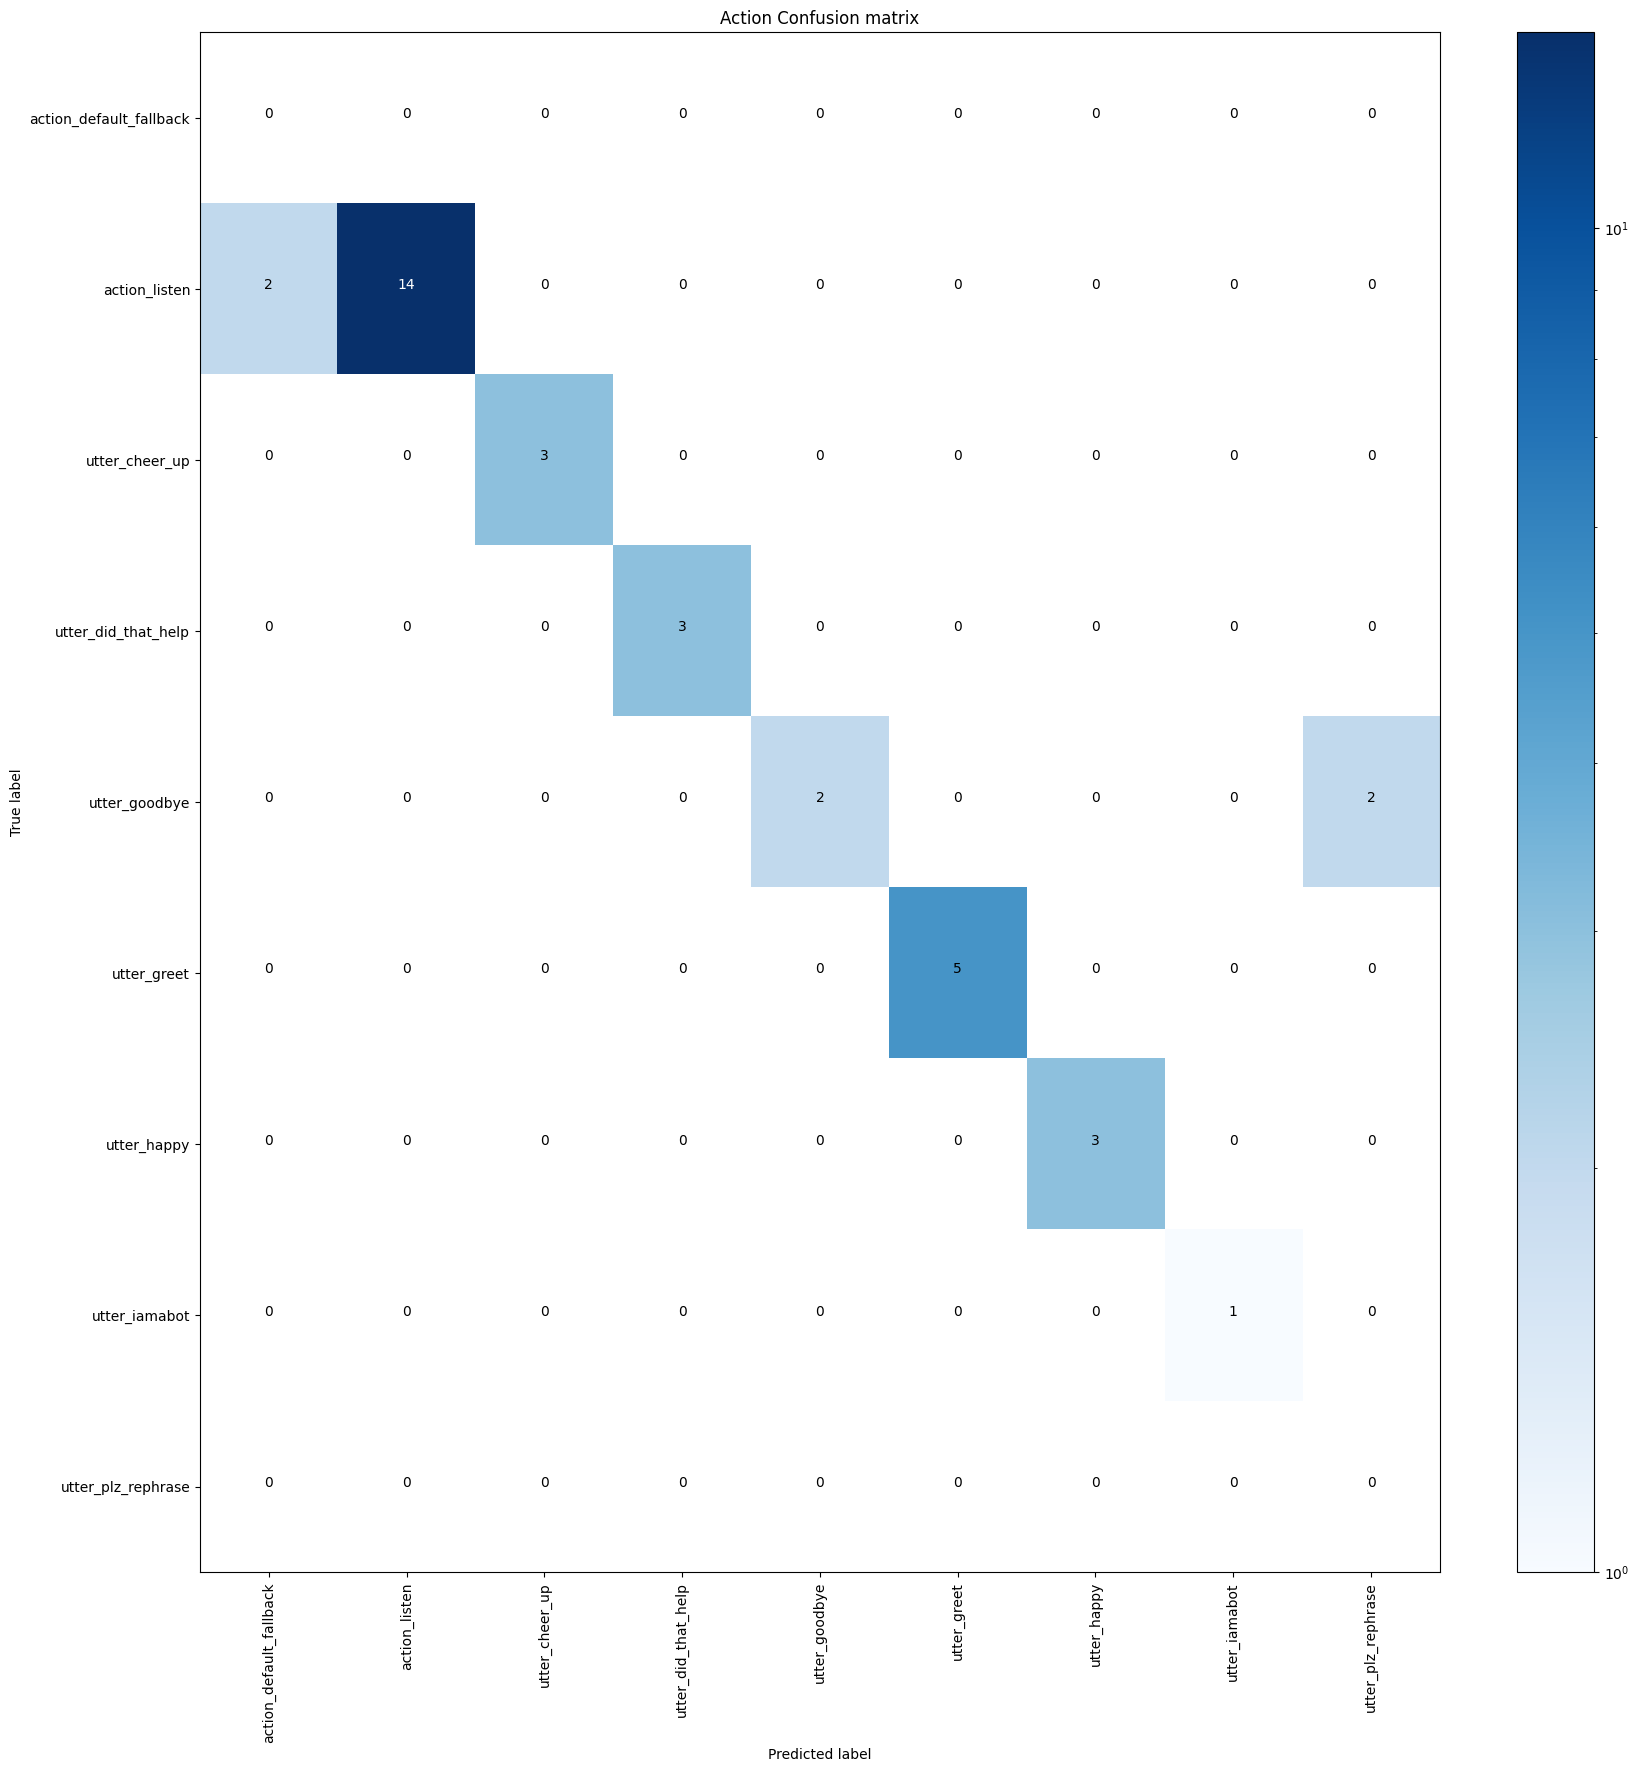 Action Confusion matrix
action_default_fallback 0 0 0 0 0 0 0 0 0
action_listen 2 14 0 0 0 0 0 0 0
utter_cheer_up 0 0 3 0 0 0 0 0 0
utter_did_that_help 0 0 0 3 0 0 0 0 0
utter_goodbye 0 0 0 0 2 0 0 0 2
utter_greet 0 0 0 0 0 5 0 0 0
utter_happy 0 0 0 0 0 0 3 0 0
utter_iamabot 0 0 0 0 0 0 0 1 0
utter_plz_rephrase 0 0 0 0 0 0 0 0 0
True label
action_default_fallback
action_listen
utter_cheer_up
utter_did_that_help
utter_goodbye
utter_greet
utter_happy
utter_iamabot
utter_plz_rephrase
Predicted label
10¹
10⁰